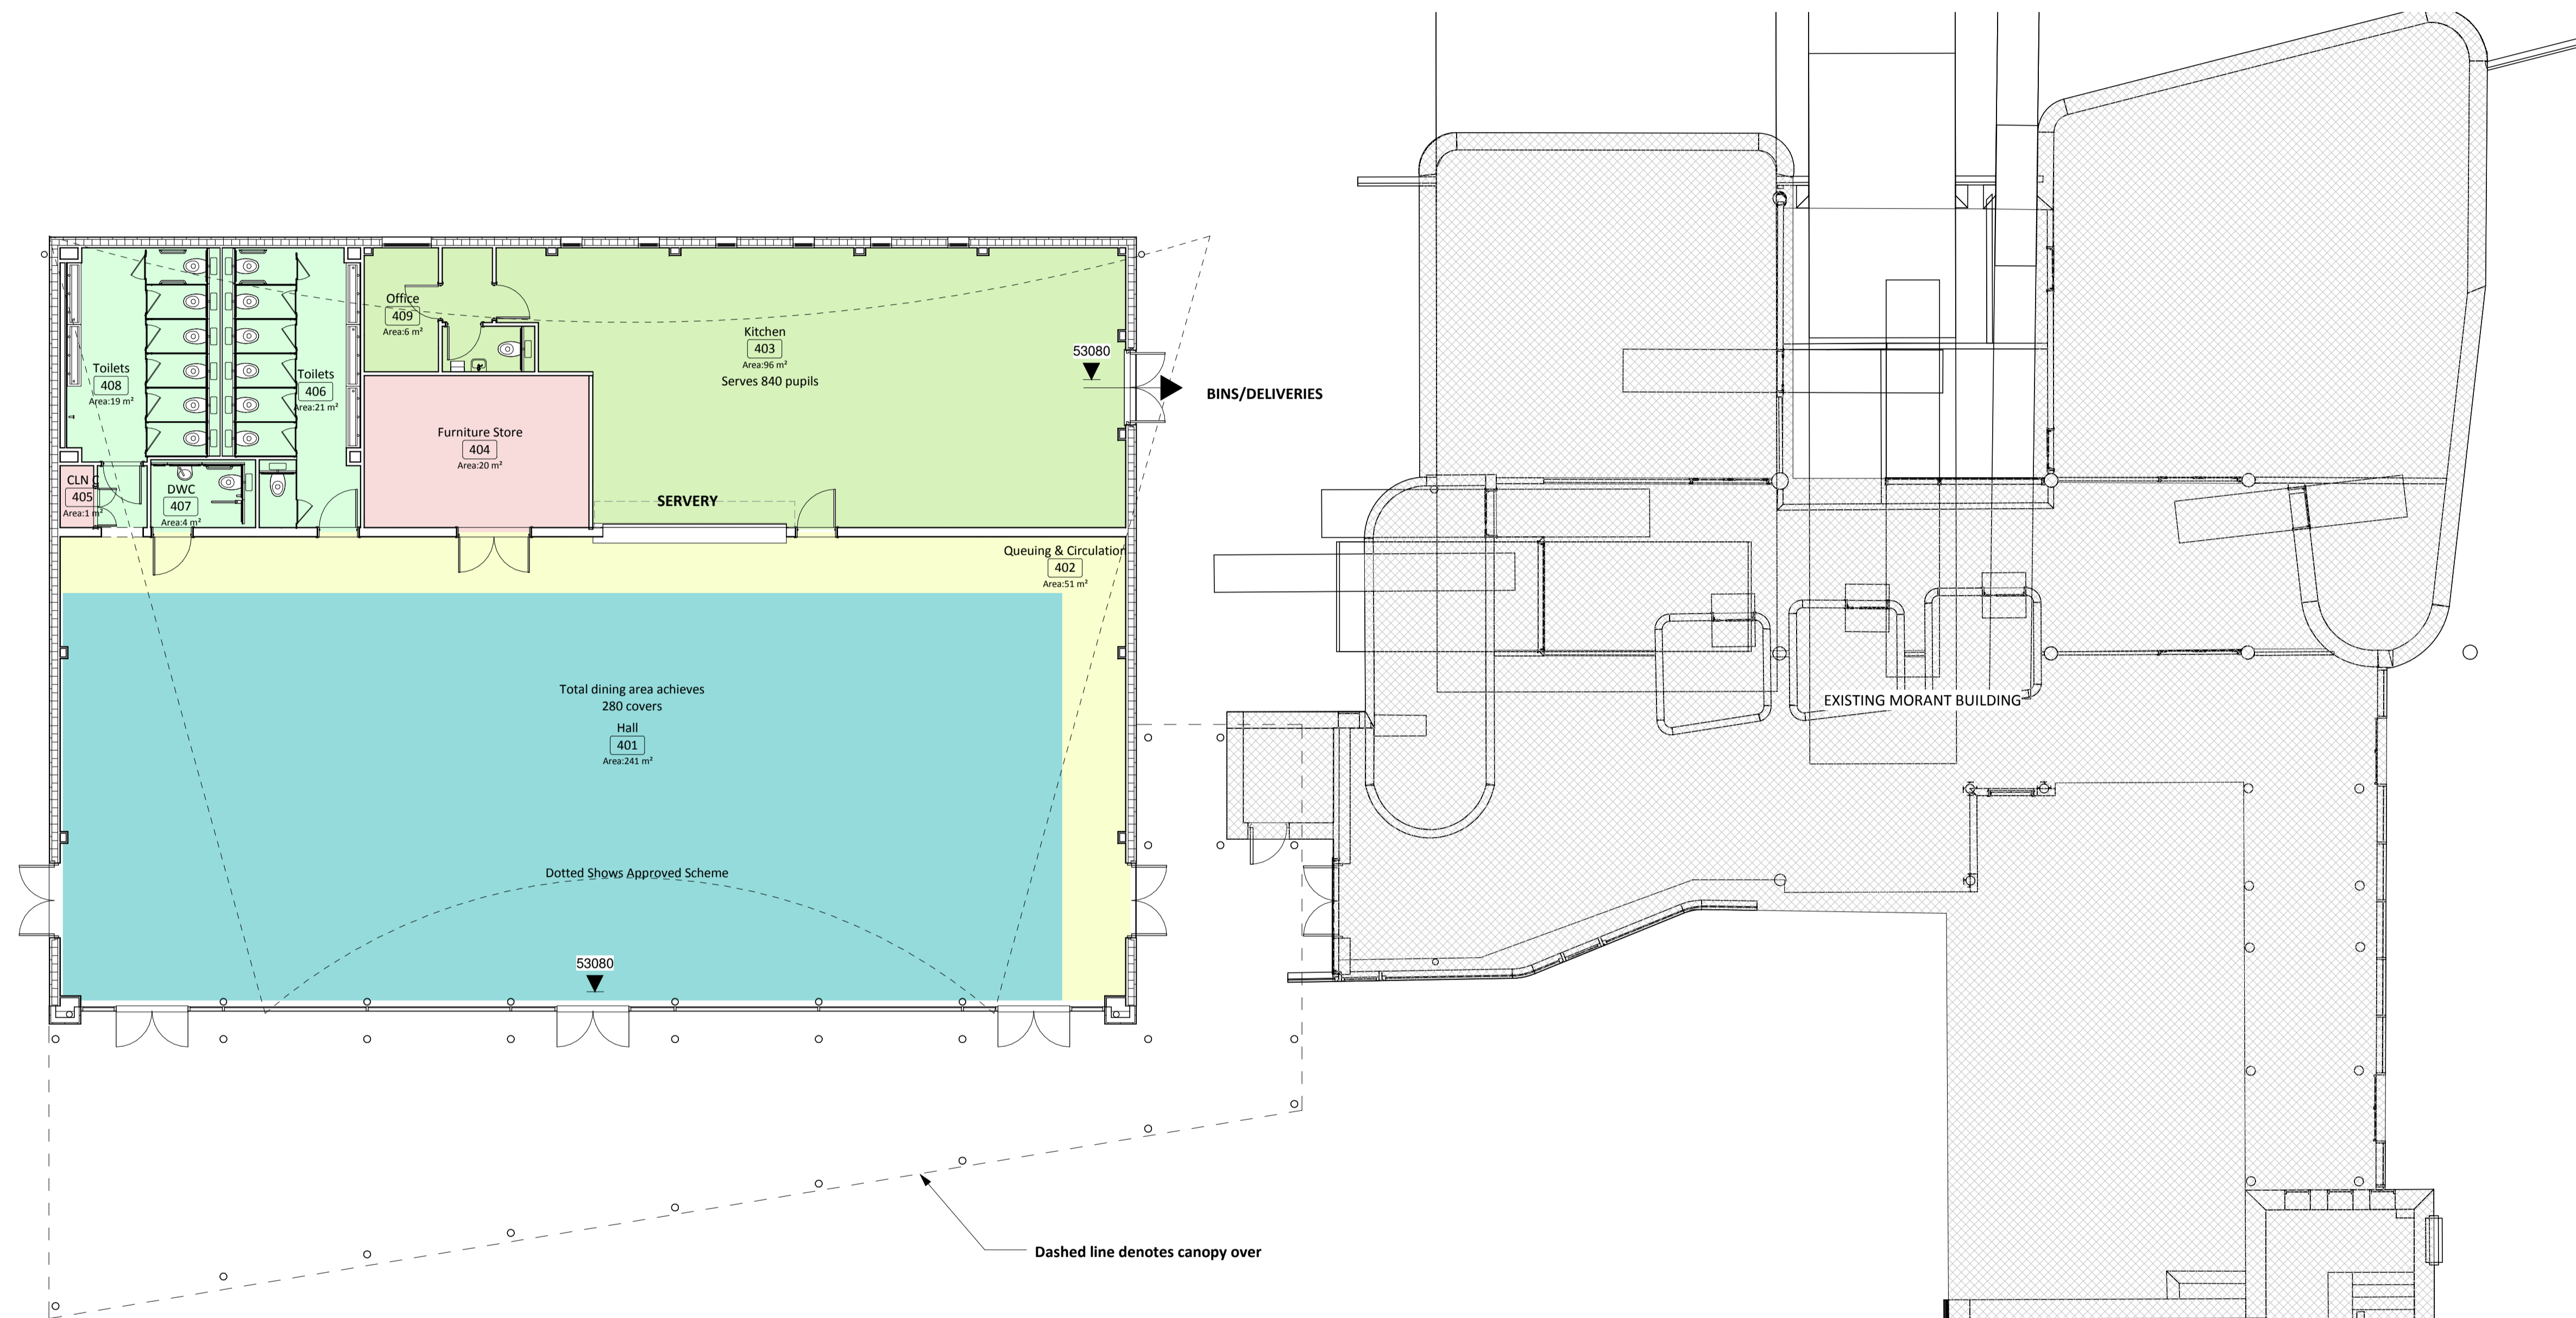 Office
409
Area:6 m²
Kitchen
403
Area:96 m²
Serves 840 pupils
53080
BINS/DELIVERIES
Toilets
408
Area:19 m²
Toilets
406
Area:21 m²
Furniture Store
404
Area:20 m²
CLN C
405
Area:1 m²
DWC
407
Area:4 m²
SERVERY
Queuing & Circulation
402
Area:51 m²
Total dining area achieves
280 covers
Hall
401
Area:241 m²
EXISTING MORANT BUILDING
Dotted Shows Approved Scheme
53080
Dashed line denotes canopy over